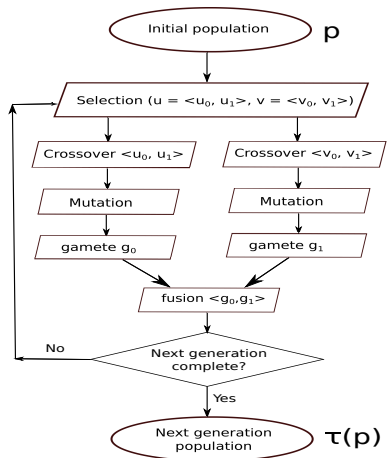 Initial population
p
Selection (u = <u₀, u₁>, v = <v₀, v₁>)
Crossover <u₀, u₁>
Crossover <v₀, v₁>
Mutation
Mutation
gamete g₀
gamete g₁
fusion <g₀,g₁>
No
Next generation
complete?
Yes
Next generation
population
τ(p)